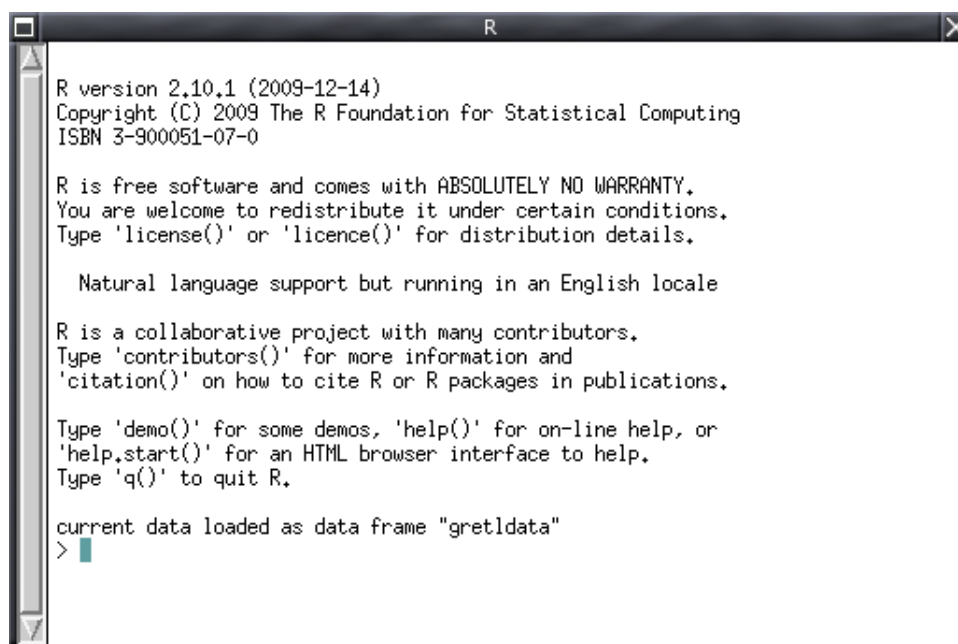 R
R version 2.10.1 (2009-12-14)
Copyright (C) 2009 The R Foundation for Statistical Computing
ISBN 3-900051-07-0
R is free software and comes with ABSOLUTELY NO WARRANTY.
You are welcome to redistribute it under certain conditions.
Type 'license()' or 'licence()' for distribution details.
Natural language support but running in an English locale
R is a collaborative project with many contributors.
Type 'contributors()' for more information and
'citation()' on how to cite R or R packages in publications.
Type 'demo()' for some demos, 'help()' for on-line help, or
'help.start()' for an HTML browser interface to help.
Type 'q()' to quit R.
current data loaded as data frame "gretldata"
>